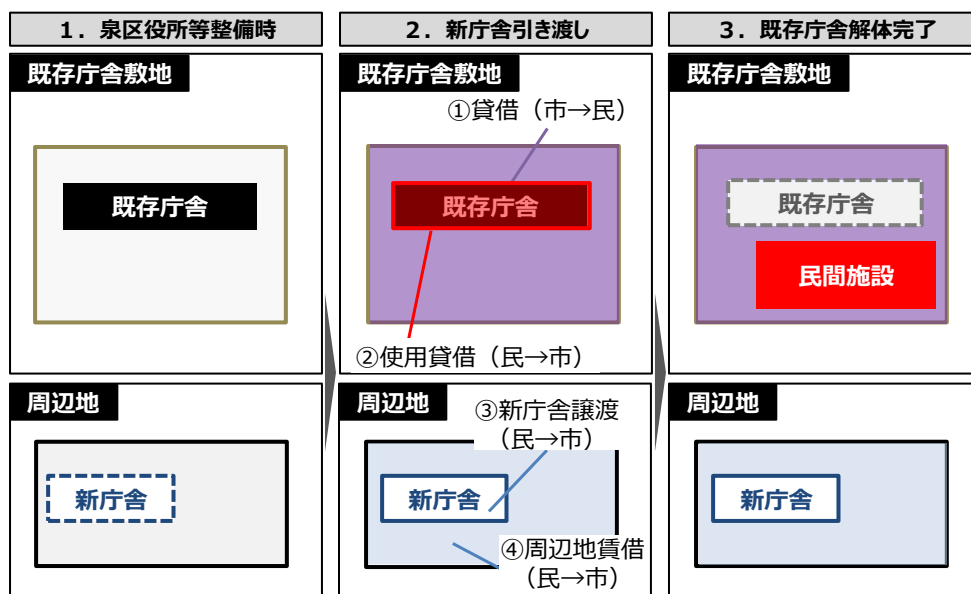 1．泉区役所等整備時
既存庁舎敷地
既存庁舎
周辺地
新庁舎
2．新庁舎引き渡し
既存庁舎敷地
①貸借（市→民）
既存庁舎
②使用貸借（民→市）
周辺地
③新庁舎譲渡
（民→市）
新庁舎
④周辺地賃借
（民→市）
3．既存庁舎解体完了
既存庁舎敷地
既存庁舎
民間施設
周辺地
新庁舎